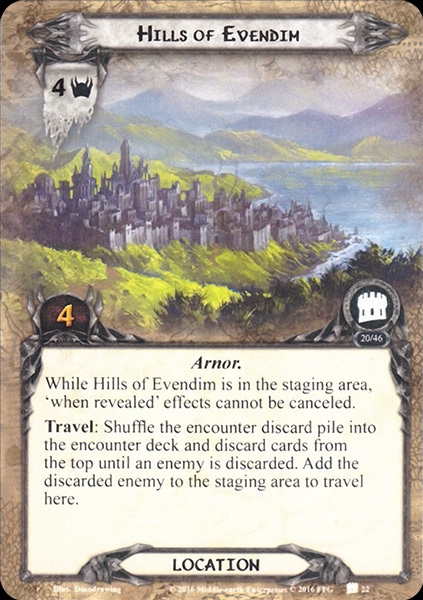 Hills of Evendim
4
4
20/46
Arnor.
While Hills of Evendim is in the staging area,
‘when revealed’ effects cannot be canceled.
Travel: Shuffle the encounter discard pile into
the encounter deck and discard cards from
the top until an enemy is discarded. Add the
discarded enemy to the staging area to travel
here.
LOCATION
Illus. Duodrawing © 2016 Middle-earth Enterprises © 2016 FFG 22